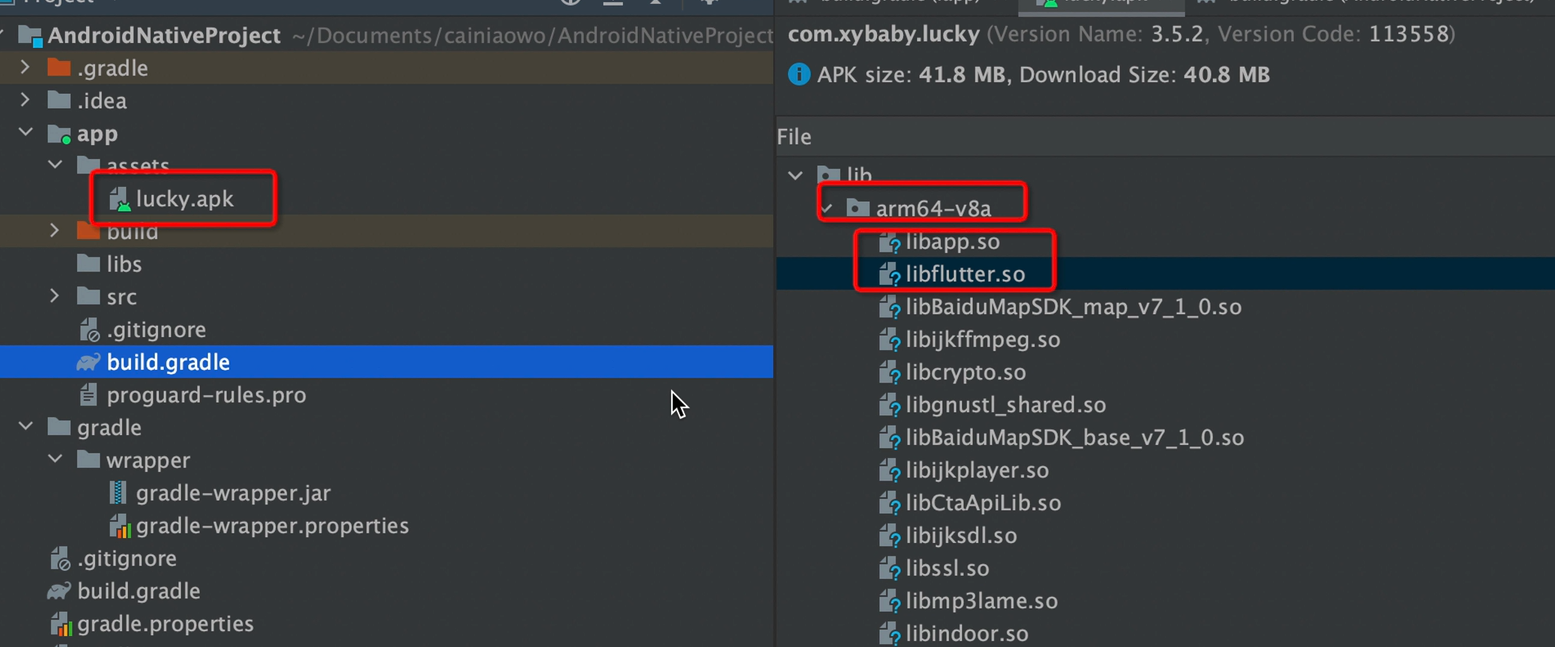 Project
AndroidNativeProject ~/Documents/cainiaowo/AndroidNativeProject
.gradle
.idea
app
assets
lucky.apk
build
libs
src
.gitignore
build.gradle
proguard-rules.pro
gradle
wrapper
gradle-wrapper.jar
gradle-wrapper.properties
.gitignore
build.gradle
gradle.properties
com.xybaby.lucky (Version Name: 3.5.2, Version Code: 113558)
APK size: 41.8 MB, Download Size: 40.8 MB
File
lib
arm64-v8a
libapp.so
libflutter.so
libBaiduMapSDK_map_v7_1_0.so
libijkffmpeg.so
libcrypto.so
libgnustl_shared.so
libBaiduMapSDK_base_v7_1_0.so
libijkplayer.so
libCtaApiLib.so
libijksdl.so
libssl.so
libmp3lame.so
libindoor.so